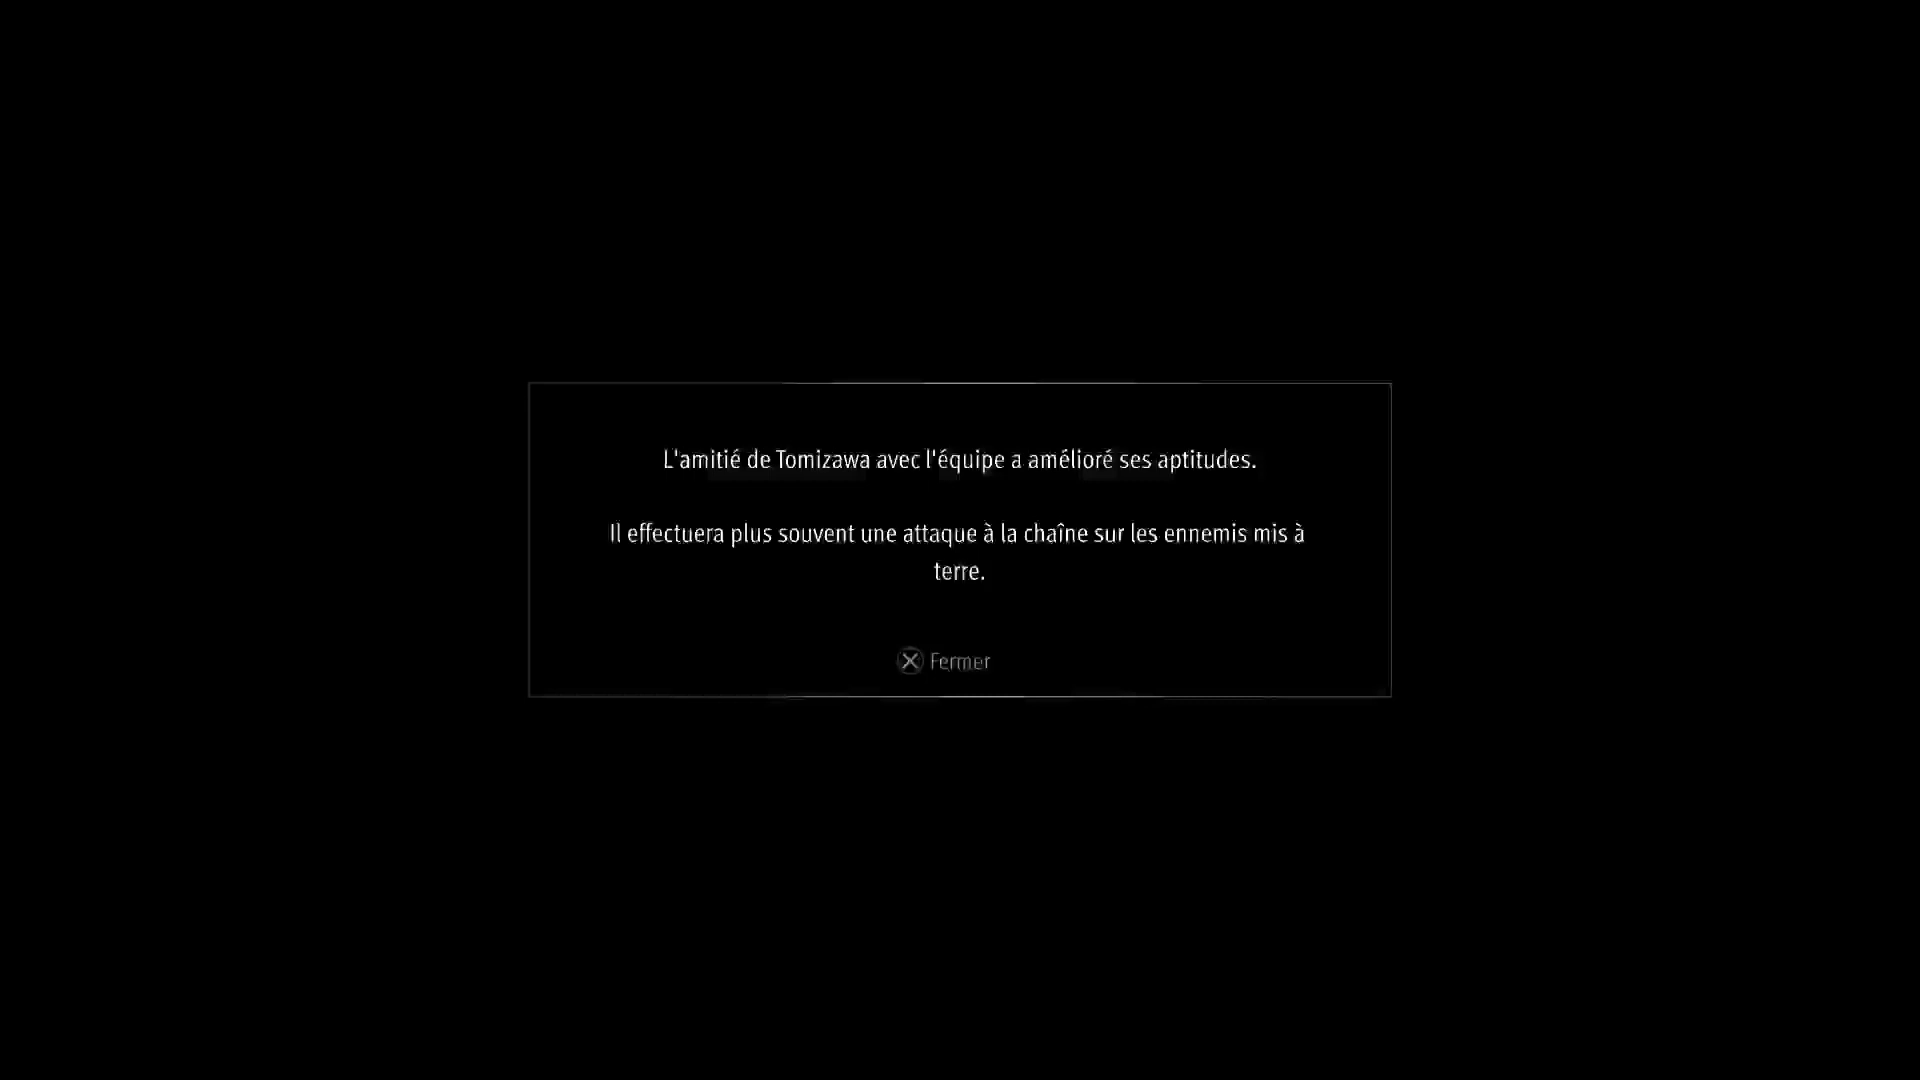 L'amitié de Tomizawa avec l'équipe a amélioré ses aptitudes.
Il effectuera plus souvent une attaque à la chaîne sur les ennemis mis à
terre.
Fermer